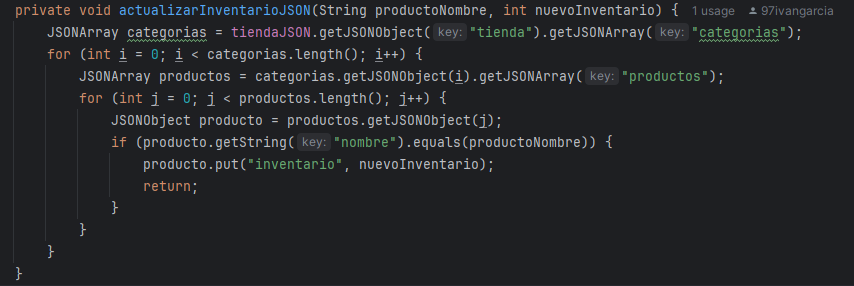 private void actualizarInventarioJSON(String productoNombre, int nuevoInventario) { 1 usage 97ivangarcia
JSONArray categorias = tiendaJSON.getJSONObject( key: "tienda").getJSONArray( key: "categorias");
for (int i = 0; i < categorias.length(); i++) {
JSONArray productos = categorias.getJSONObject(i).getJSONArray( key: "productos");
for (int j = 0; j < productos.length(); j++) {
JSONObject producto = productos.getJSONObject(j);
if (producto.getString( key: "nombre").equals(productoNombre)) {
producto.put("inventario", nuevoInventario);
return;
}
}
}
}